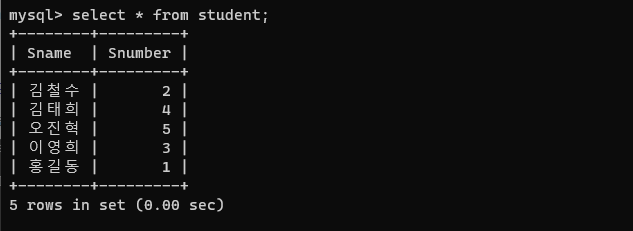 mysql> select * from student;
+--------+---------+
| Sname  | Snumber |
+--------+---------+
| 김철수 |       2 |
| 김태희 |       4 |
| 오진혁 |       5 |
| 이영희 |       3 |
| 홍길동 |       1 |
+--------+---------+
5 rows in set (0.00 sec)